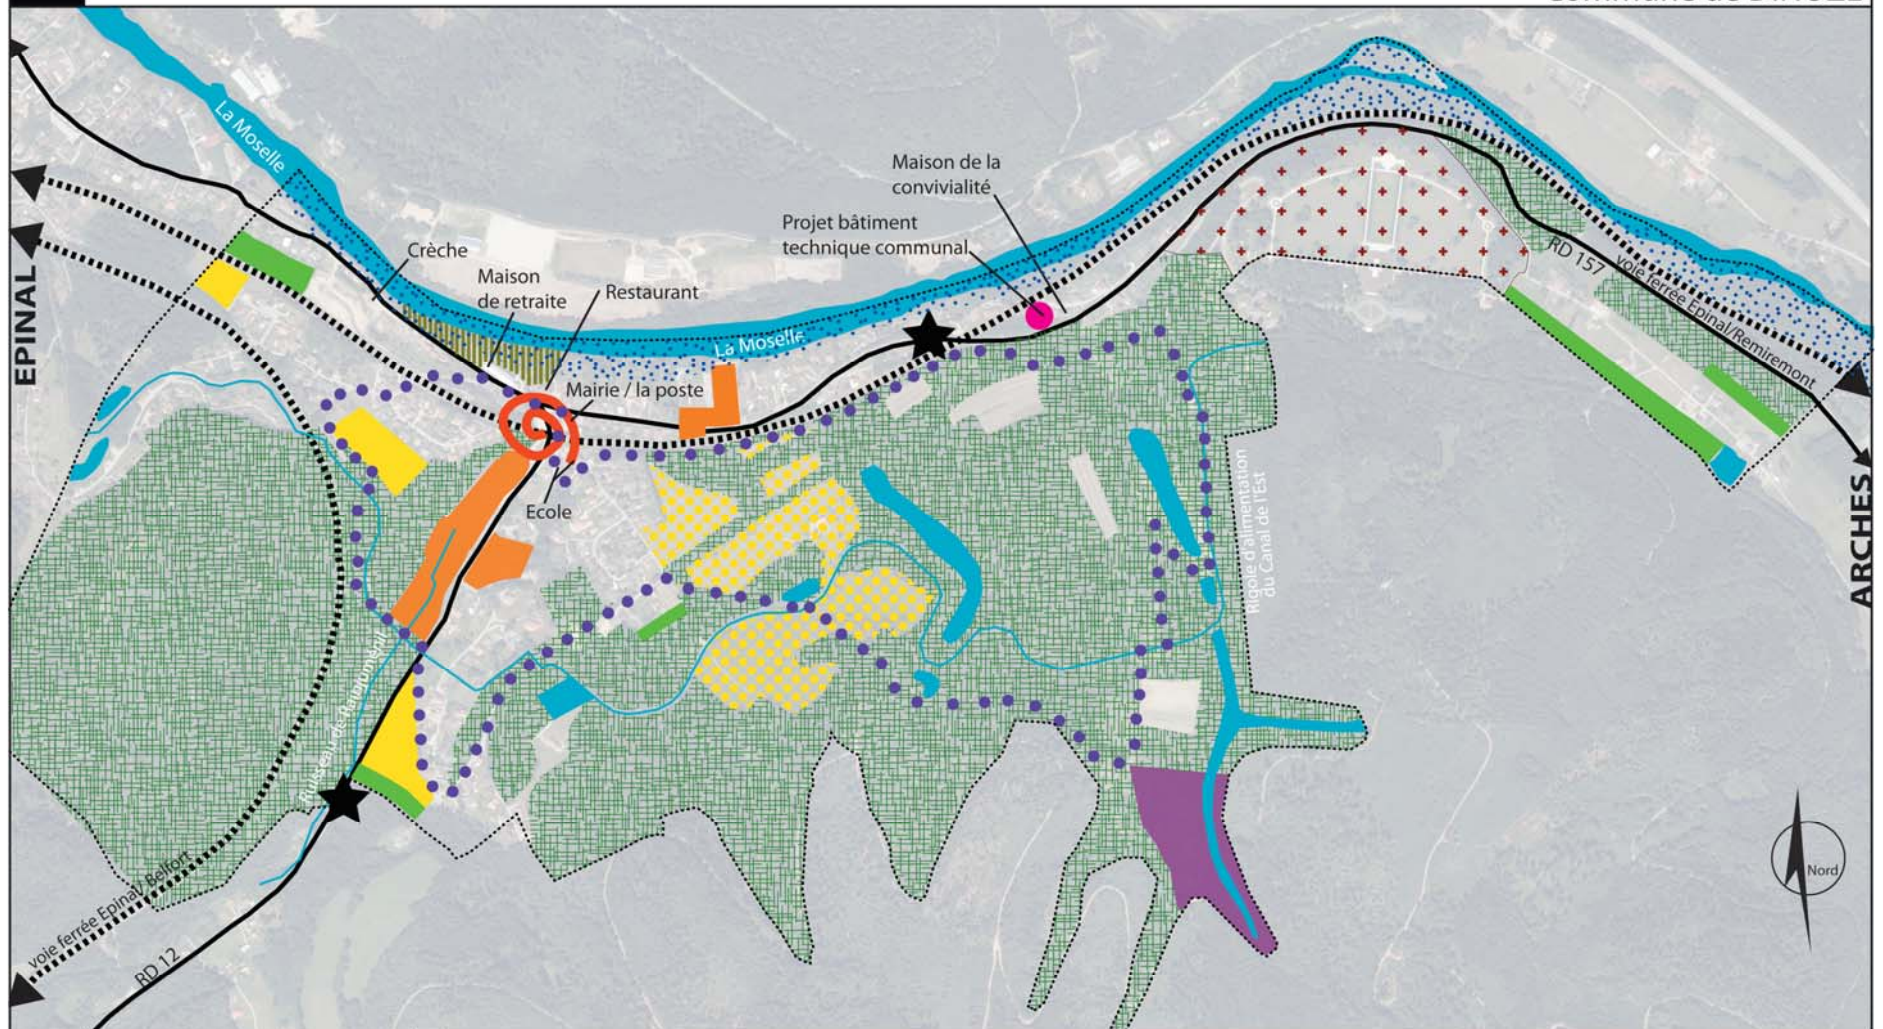 La Moselle
Maison de la
convivialité
Projet bâtiment
technique communal
Crèche
Maison
de retraite
Restaurant
EPINAL
RD 157
voie ferrée Epinal/Remiremont
La Moselle
Mairie / la poste
Ecole
Rigole d'alimentation
du Canal de l'Est
ARCHES
Ruisseau de Rainjuménil
Nord
voie ferrée Epinal/ Belfort
RD 12